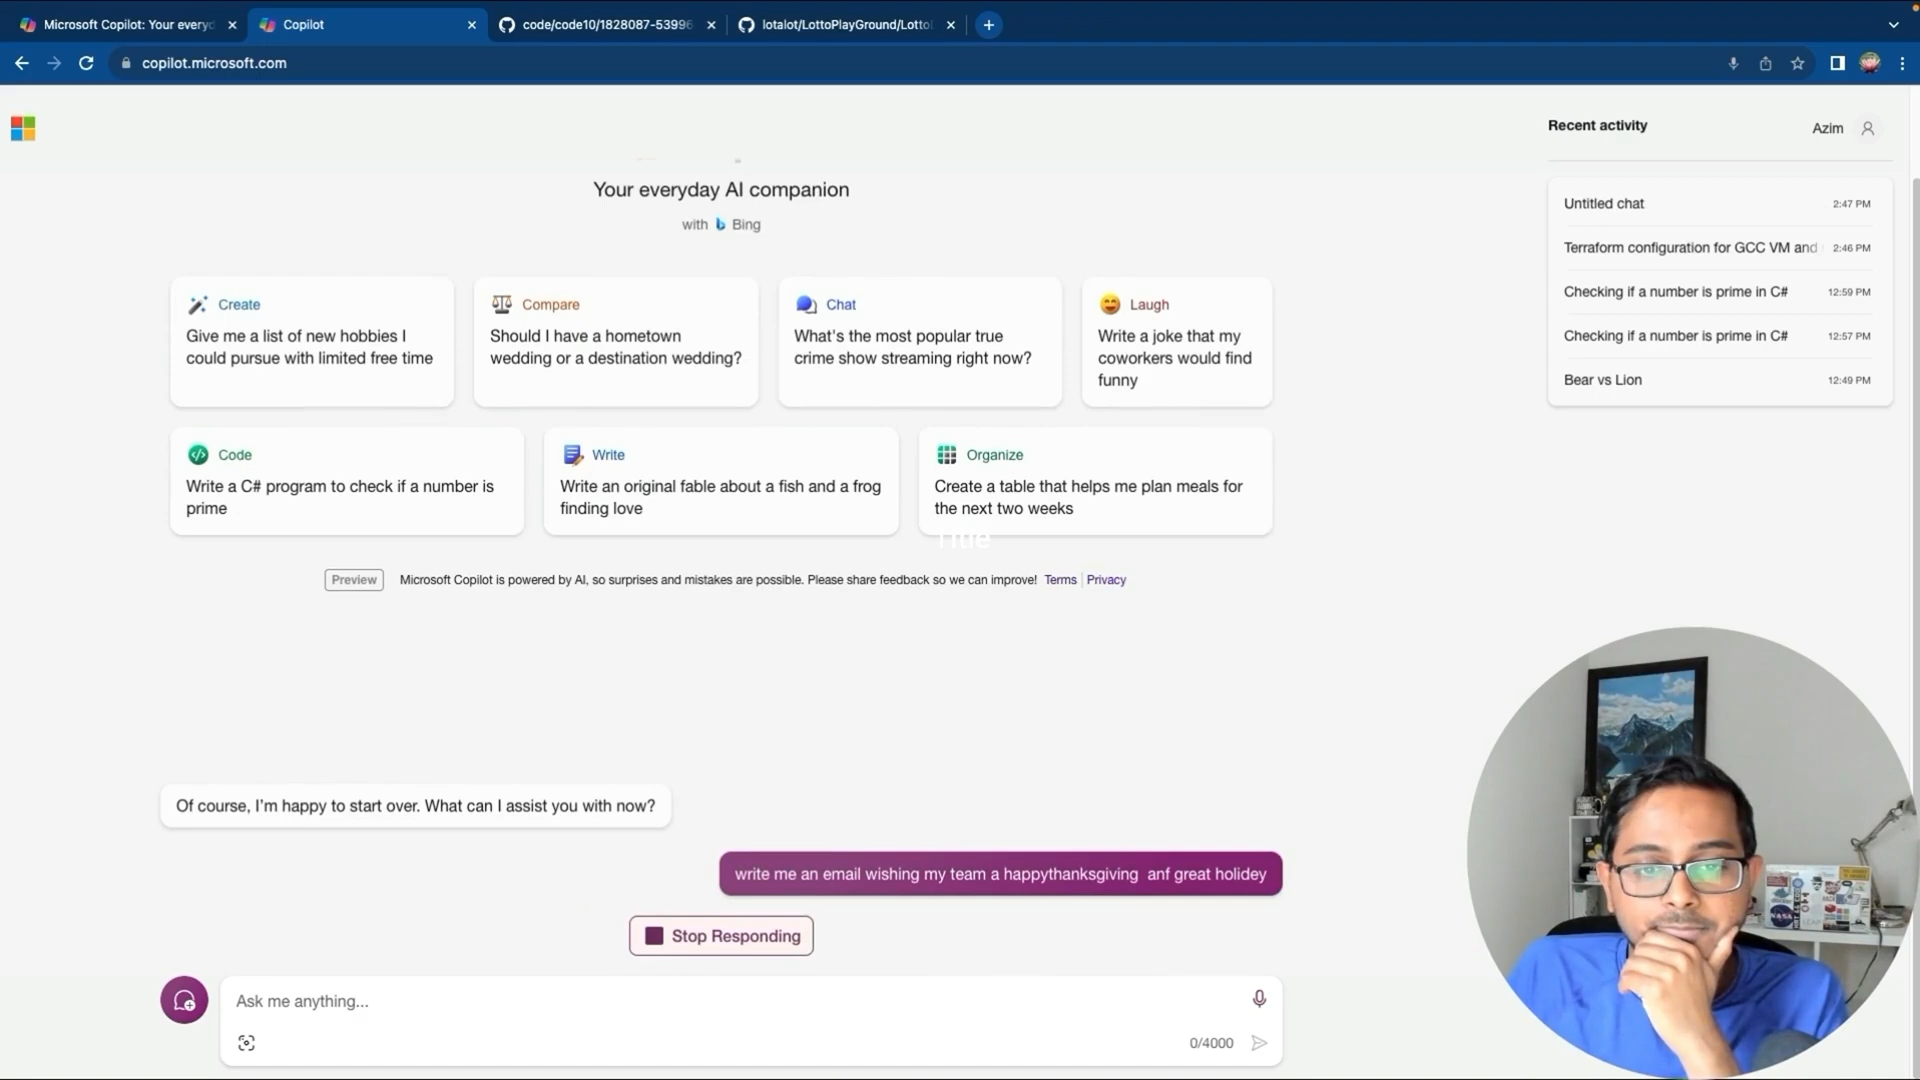 Microsoft Copilot: Your every
Copilot
code/code10/1828087-53996
lotalot/LottoPlayGround/Lotto
copilot.microsoft.com
Recent activity
Azim
Your everyday AI companion
with Bing
Untitled chat 2:47 PM
Terraform configuration for GCC VM and 2:46 PM
Checking if a number is prime in C# 12:59 PM
Checking if a number is prime in C# 12:57 PM
Bear vs Lion 12:49 PM
Create
Give me a list of new hobbies I
could pursue with limited free time
Compare
Should I have a hometown
wedding or a destination wedding?
Chat
What's the most popular true
crime show streaming right now?
Laugh
Write a joke that my
coworkers would find
funny
Code
Write a C# program to check if a number is
prime
Write
Write an original fable about a fish and a frog
finding love
Organize
Create a table that helps me plan meals for
the next two weeks
Title
Preview Microsoft Copilot is powered by AI, so surprises and mistakes are possible. Please share feedback so we can improve! Terms Privacy
Of course, I'm happy to start over. What can I assist you with now?
write me an email wishing my team a happythanksgiving anf great holidey
Stop Responding
Ask me anything...
0/4000
NASA